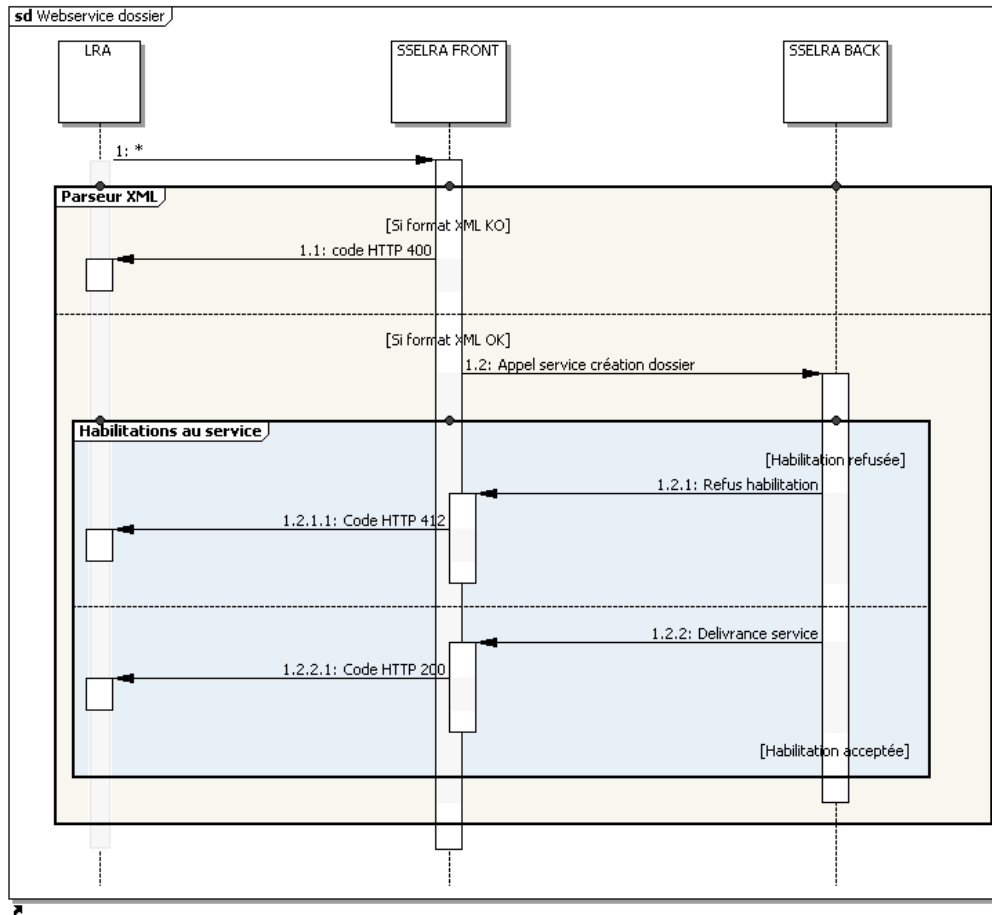 sd Webservice dossier
LRA
SSELRA FRONT
SSELRA BACK
1: *
Parseur XML
[Si format XML KO]
1.1: code HTTP 400
[Si format XML OK]
1.2: Appel service création dossier
Habilitations au service
[Habilitation refusée]
1.2.1: Refus habilitation
1.2.1.1: Code HTTP 412
1.2.2: Delivrance service
1.2.2.1: Code HTTP 200
[Habilitation acceptée]